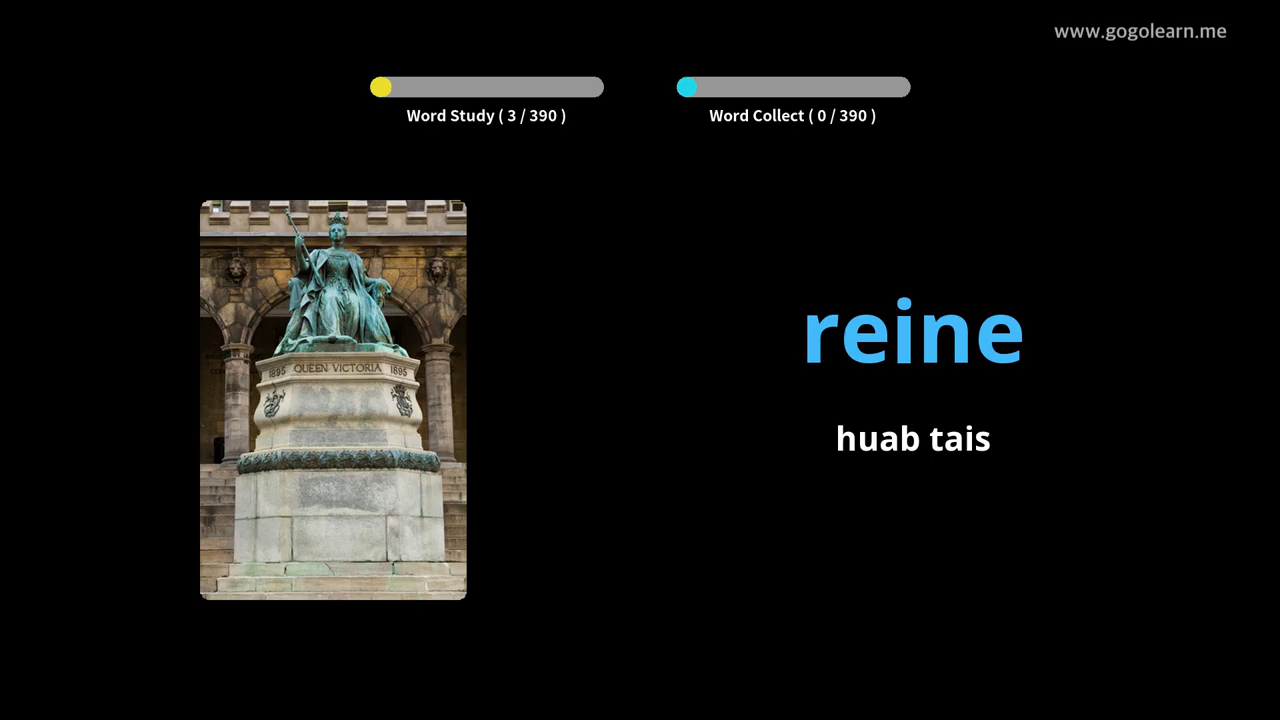 www.gogolearn.me
Word Study ( 3 / 390 )
Word Collect ( 0 / 390 )
1895 QUEEN VICTORIA 1895
reine
huab tais